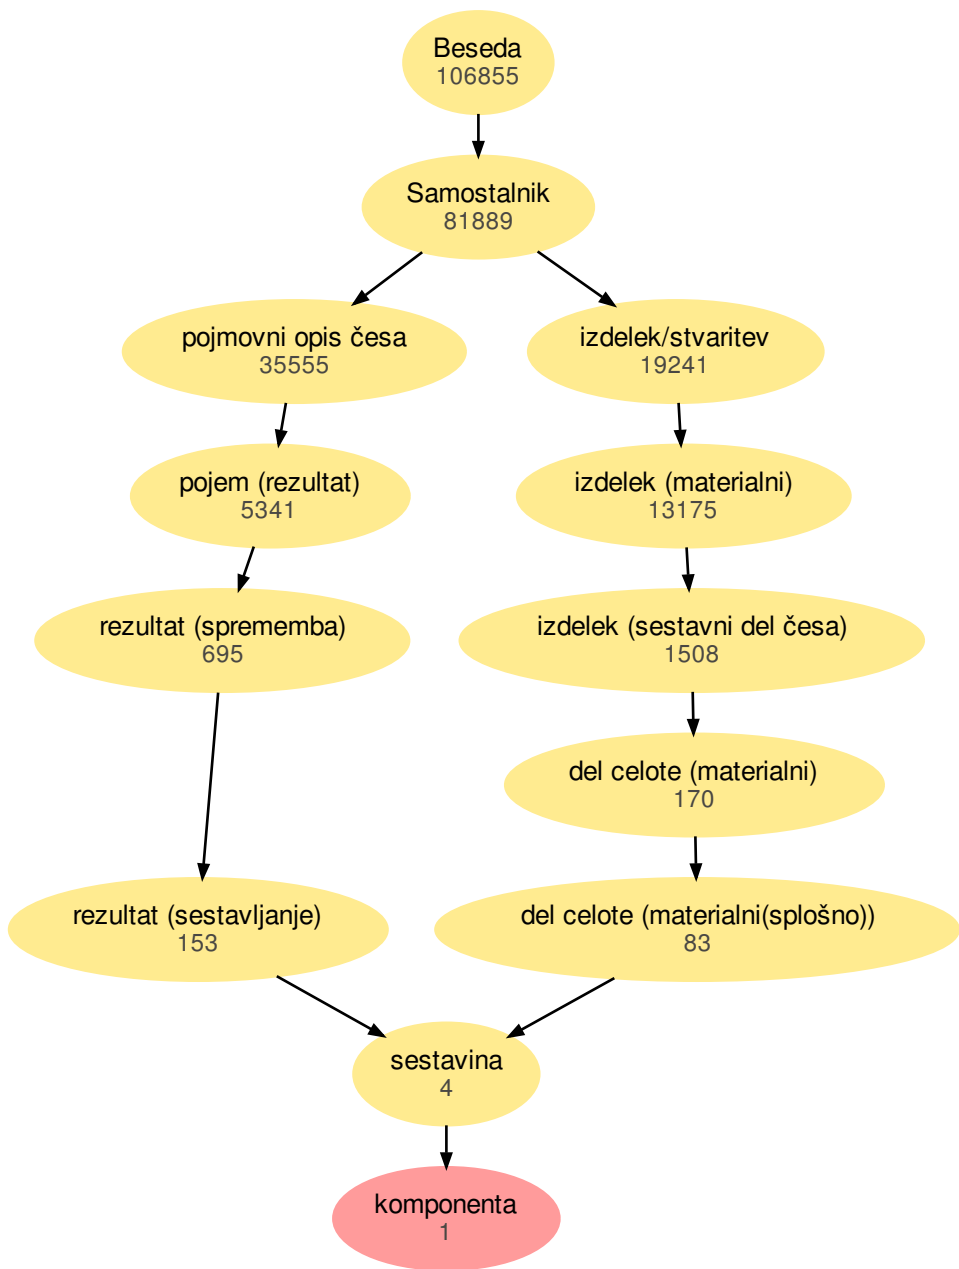 Beseda
106855
Samostalnik
81889
pojmovni opis česa
35555
izdelek/stvaritev
19241
pojem (rezultat)
5341
izdelek (materialni)
13175
rezultat (sprememba)
695
izdelek (sestavni del česa)
1508
del celote (materialni)
170
rezultat (sestavljanje)
153
del celote (materialni(splošno))
83
sestavina
4
komponenta
1